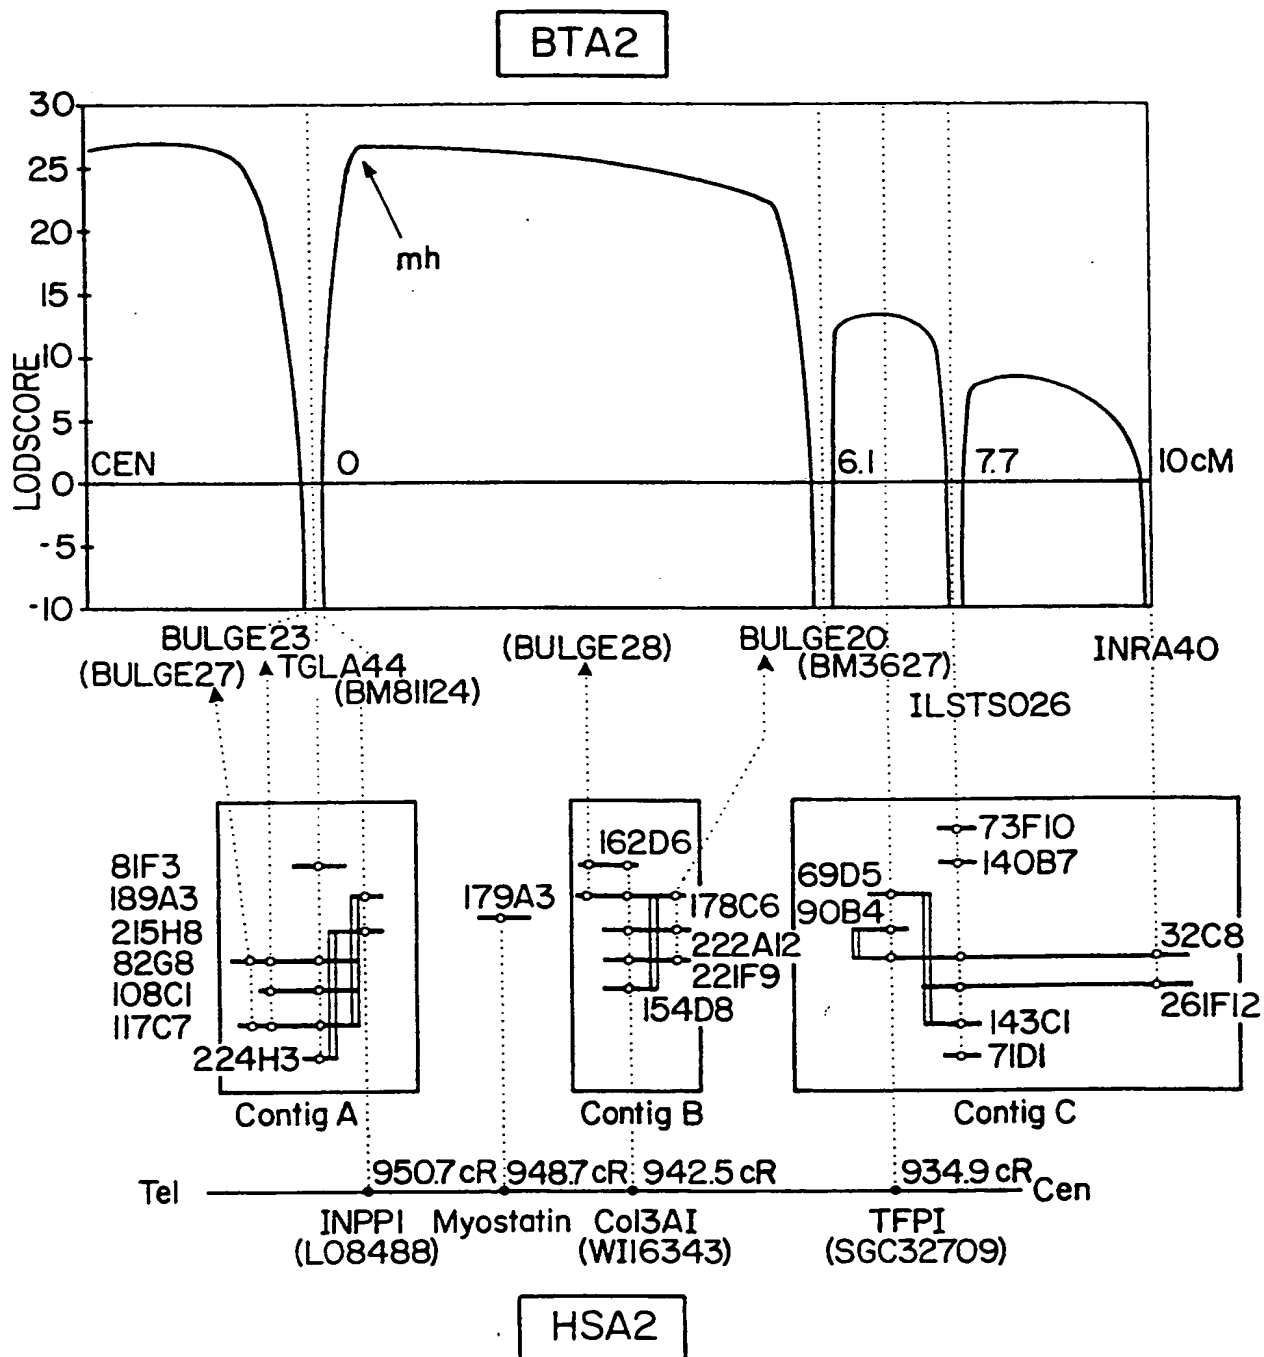 BTA2
30
25
20
15
10
5
0
-5
-10
LODSCORE
mh
CEN
0
6.1
7.7
10cM
BULGE23
(BULGE27)
TGLA44
(BM81124)
(BULGE28)
BULGE20
(BM3627)
ILSTS026
INRA40
81F3
189A3
215H8
82G8
108C1
117C7
224H3
Contig A
179A3
162D6
178C6
222A12
221F9
154D8
Contig B
73F10
140B7
69D5
90B4
32C8
261F12
143C1
71D1
Contig C
Tel
950.7 cR
948.7 cR
942.5 cR
934.9 cR
Cen
INPP1
(L08488)
Myostatin
Col3AI
(WI16343)
TFPI
(SGC32709)
HSA2